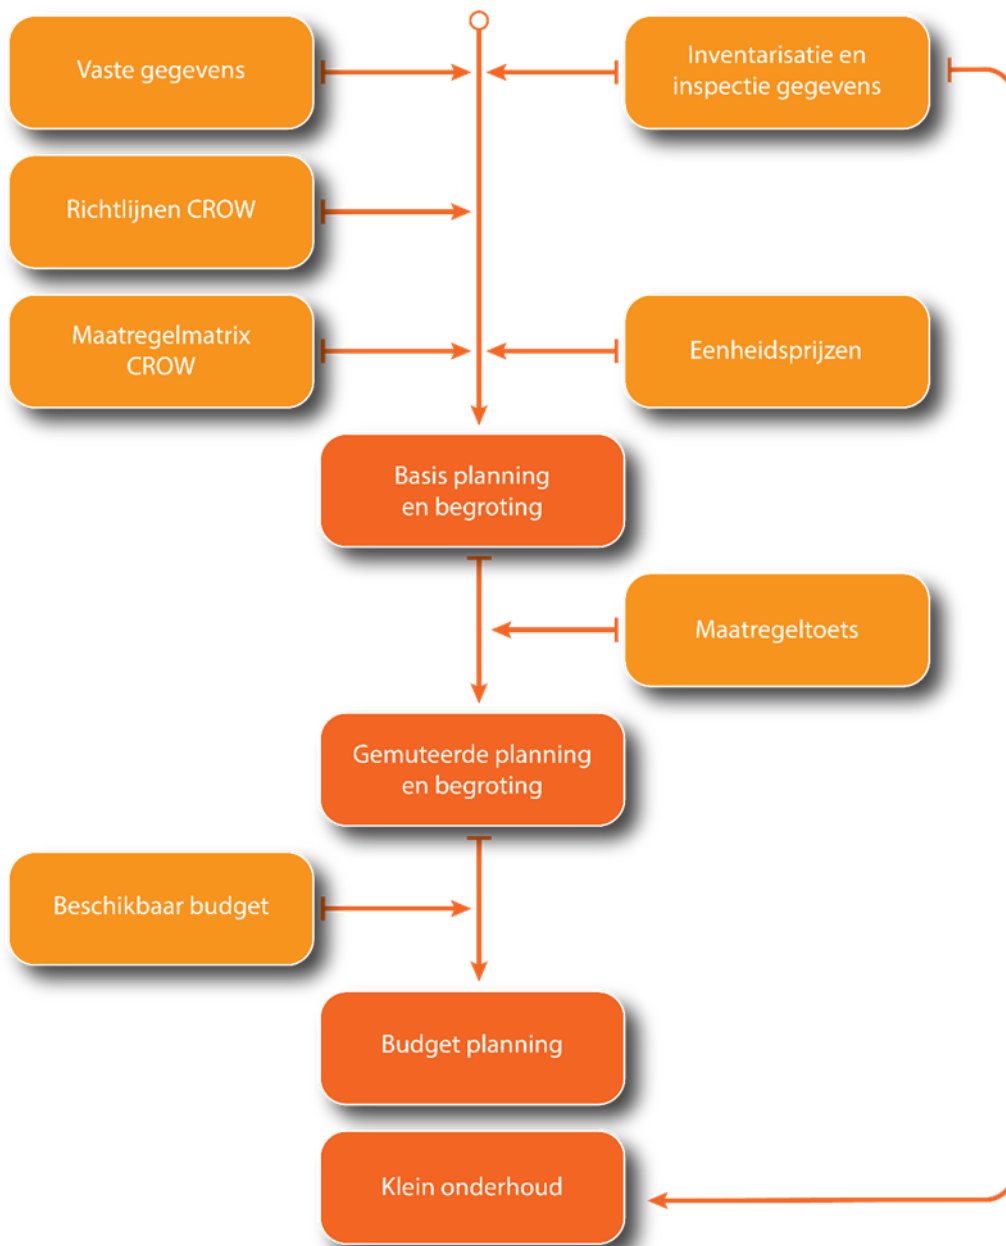 Vaste gegevens
Inventarisatie en
inspectie gegevens
Richtlijnen CROW
Maatregelmatrix
CROW
Eenheidsprijzen
Basis planning
en begroting
Maatregeltoets
Gemuteerde planning
en begroting
Beschikbaar budget
Budget planning
Klein onderhoud